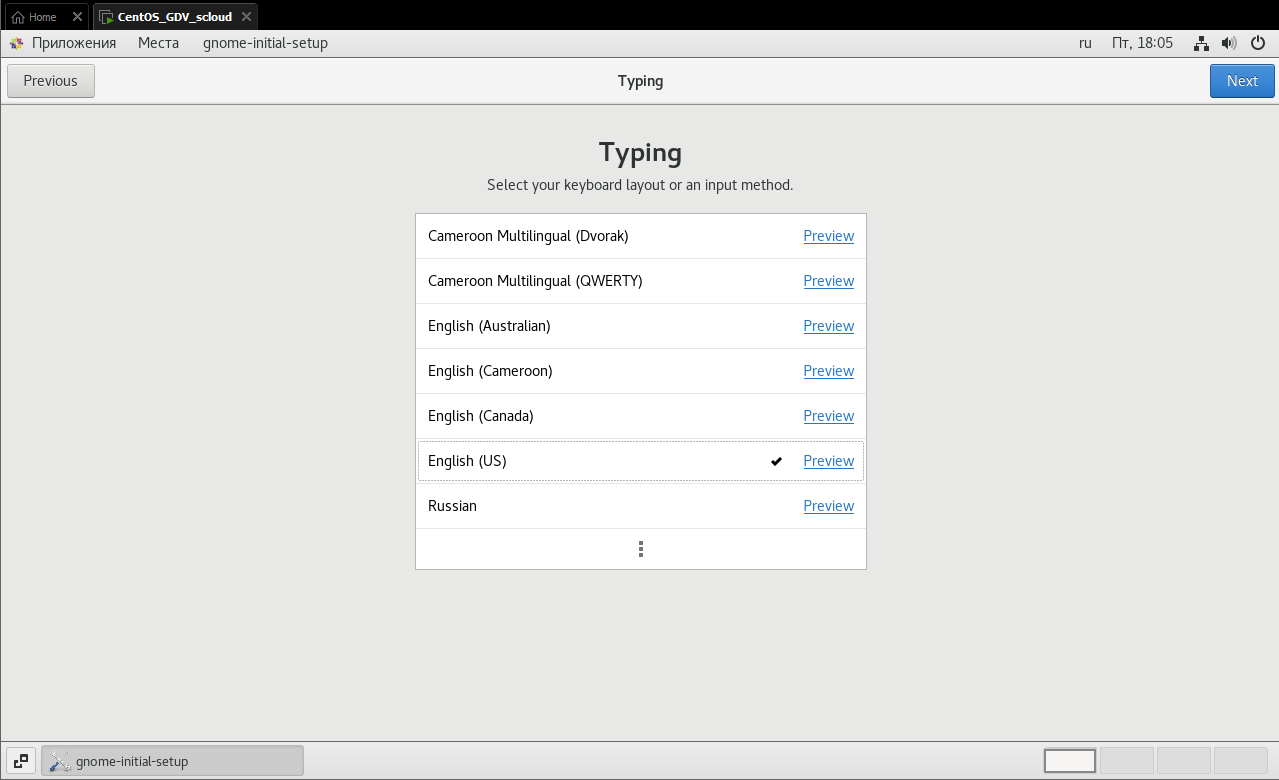 Home
CentOS_GDV_scloud
Приложения Места gnome-initial-setup ru Пт, 18:05
Previous Typing Next
Typing
Select your keyboard layout or an input method.
Cameroon Multilingual (Dvorak) Preview
Cameroon Multilingual (QWERTY) Preview
English (Australian) Preview
English (Cameroon) Preview
English (Canada) Preview
English (US) Preview
Russian Preview
gnome-initial-setup